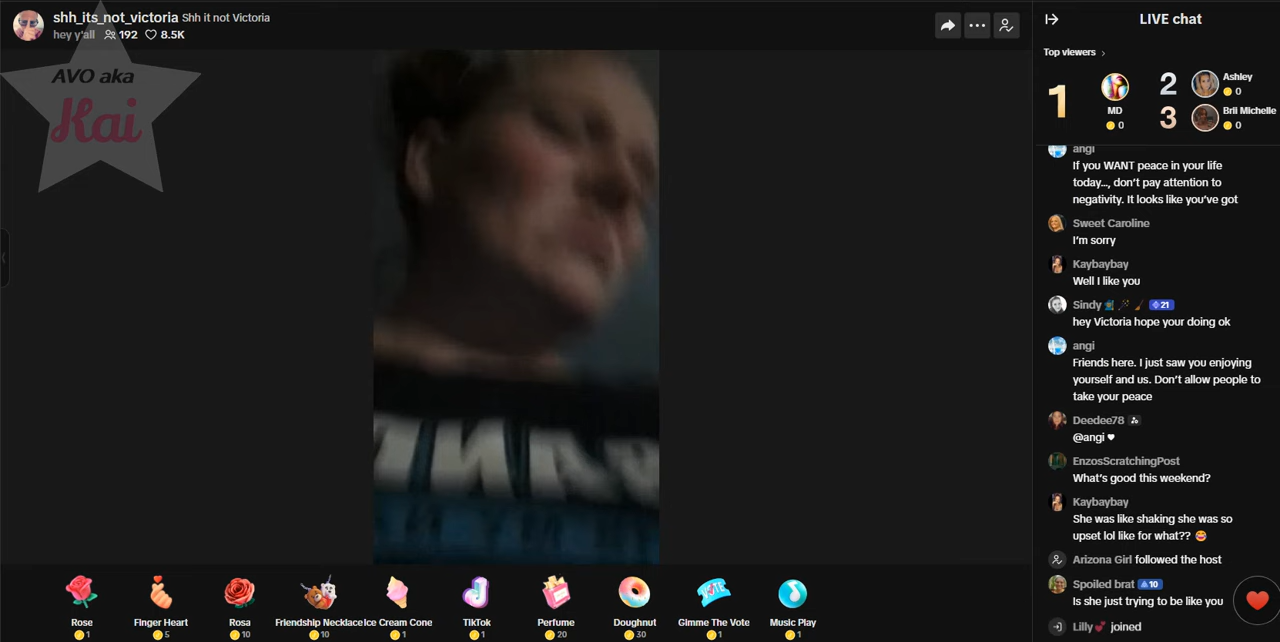 shh_its_not_victoria Shh it not Victoria
hey y'all 192 8.5K
AVO aka
Kai
LIVE chat
Top viewers
1
MD
0
2
Ashley
0
3
Brii Michelle
0
angi
If you WANT peace in your life
today..., don't pay attention to
negativity. It looks like you've got
Sweet Caroline
I'm sorry
Kaybaybay
Well I like you
Sindy 21
hey Victoria hope your doing ok
angi
Friends here. I just saw you enjoying
yourself and us. Don't allow people to
take your peace
Deedee78
@angi ♥
EnzosScratchingPost
What's good this weekend?
Kaybaybay
She was like shaking she was so
upset lol like for what?? 😂
Arizona Girl followed the host
Spoiled brat 10
Is she just trying to be like you
Lilly💕 joined
Rose
1
Finger Heart
5
Rosa
10
Friendship Necklace
10
Ice Cream Cone
1
TikTok
1
Perfume
20
Doughnut
30
VOTE
Gimme The Vote
1
Music Play
1